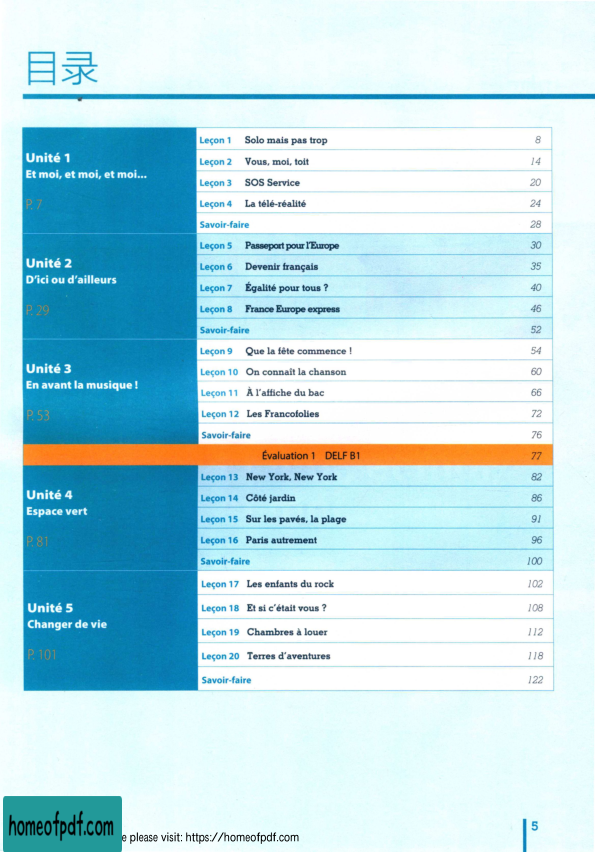 目录
Unité 1
Et moi, et moi, et moi...
P. 7
Leçon 1 Solo mais pas trop 8
Leçon 2 Vous, moi, toit 14
Leçon 3 SOS Service 20
Leçon 4 La télé-réalité 24
Savoir-faire 28
Unité 2
D'ici ou d'ailleurs
P. 29
Leçon 5 Passeport pour l'Europe 30
Leçon 6 Devenir français 35
Leçon 7 Égalité pour tous ? 40
Leçon 8 France Europe express 46
Savoir-faire 52
Unité 3
En avant la musique !
P. 53
Leçon 9 Que la fête commence ! 54
Leçon 10 On connaît la chanson 60
Leçon 11 À l'affiche du bac 66
Leçon 12 Les Francofolies 72
Savoir-faire 76
Évaluation 1 DELF B1 77
Unité 4
Espace vert
P. 81
Leçon 13 New York, New York 82
Leçon 14 Côté jardin 86
Leçon 15 Sur les pavés, la plage 91
Leçon 16 Paris autrement 96
Savoir-faire 100
Unité 5
Changer de vie
P. 101
Leçon 17 Les enfants du rock 102
Leçon 18 Et si c'était vous ? 108
Leçon 19 Chambres à louer 112
Leçon 20 Terres d'aventures 118
Savoir-faire 122
homeofpdf.com
please visit: https://homeofpdf.com
5